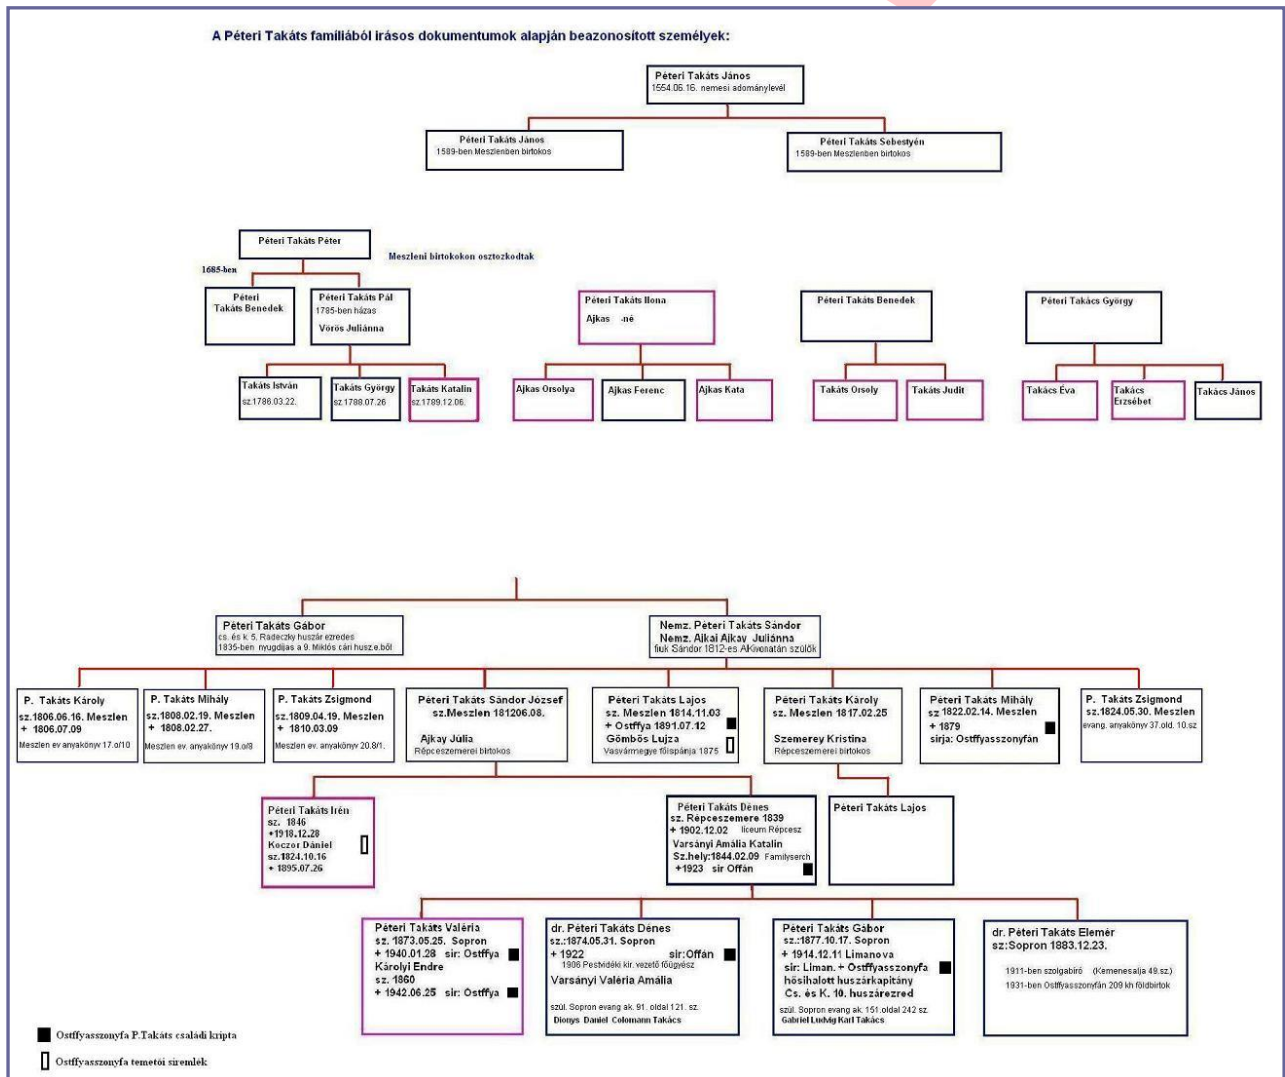 A Péteri Takáts famíliából irásos dokumentumok alapján beazonosított személyek:
Péteri Takáts János
1554.06.16. nemesi adománylevél
Péteri Takáts János
1589-ben Meszlenben birtokos
Péteri Takáts Sebestyén
1589-ben Meszlenben birtokos
Péteri Takáts Péter
Meszleni birtokokon osztozkodtak
1685-ben
Péteri
Takáts Benedek
Péteri Takáts Pál
1785-ben házas
Vörös Juliánna
Péteri Takáts Ilona
Ajkas -né
Péteri Takáts Benedek
Péteri Takács György
Takáts István
sz.1786.03.22.
Takáts György
sz.1788.07.26
Takáts Katalin
sz.1789.12.06.
Ajkas Orsolya
Ajkas Ferenc
Ajkas Kata
Takáts Orsoly
Takáts Judit
Takács Éva
Takács
Erzsébet
Takács János
Péteri Takáts Gábor
cs. és k. 5. Radeczky huszár ezredes
1835-ben nyugdíjas a 9. Miklós cári husz.e.ből
Nemz. Péteri Takáts Sándor
Nemz. Ajkai Ajkay Juliánna
fiuk Sándor 1812-es AKivonatán szülők
P. Takáts Károly
sz.1806.06.16. Meszlen
+ 1806.07.09
Meszlen ev anyakönyv 17.o/10
P. Takáts Mihály
sz.1808.02.19. Meszlen
+ 1808.02.27.
Meszlen ev. anyakönyv 19.o/8
P. Takáts Zsigmond
sz.1809.04.19. Meszlen
+ 1810.03.09
Meszlen ev. anyakönyv 20.8/1.
Péteri Takáts Sándor József
sz.Meszlen 181206.08.
Ajkay Júlia
Répceszemerei birtokos
Péteri Takáts Lajos
sz. Meszlen 1814.11.03
+ Ostffya 1891.07.12
Gömbös Lujza
Vasvármegye főispánja 1875
Péteri Takáts Károly
sz. Meszlen 1817.02.25
Szemerey Kristina
Répceszemerei birtokos
Péteri Takáts Mihály
sz 1822.02.14. Meszlen
+ 1879
sirja: Ostffyasszonyfán
P. Takáts Zsigmond
sz.1824.05.30. Meszlen
evang. anyakönyv 37.old. 10.sz
Péteri Takáts Irén
sz. 1846
+1918.12.28
Koczor Dániel
sz.1824.10.16
+ 1895.07.26
Péteri Takáts Dénes
sz. Répceszemere 1839
+ 1902.12.02 líceum Répcesz
Varsányi Amália Katalin
Sz.hely:1844.02.09 Familyserch
+1923 sir Offán
Péteri Takáts Lajos
Péteri Takáts Valéria
sz. 1873.05.25. Sopron
+ 1940.01.28 sir: Ostffya
Károlyi Endre
sz. 1860
+ 1942.06.25 sir: Ostffya
dr. Péteri Takáts Dénes
sz.:1874.05.31. Sopron
+ 1922 sir:Offán
1906 Pestvidéki kir. vezető főügyész
Varsányi Valéria Amália
szül. Sopron evang ak. 91. oldal 121. sz.
Dionys Daniel Colomann Takács
Péteri Takáts Gábor
sz.:1877.10.17. Sopron
+ 1914.12.11 Limanova
sir: Liman. + Ostffyasszonyfa
hősihalott huszárkapitány
Cs. és K. 10. huszárezred
szül. Sopron evang ak. 151.oldal 242 sz.
Gabriel Ludvig Karl Takács
dr. Péteri Takáts Elemér
sz:Sopron 1883.12.23.
1911-ben szolgabíró (Kemenesalja 49.sz.)
1931-ben Ostffyasszonyfán 209 kh földbirtok
Ostffyasszonyfa P.Takáts családi kripta
Ostffyasszonyfa temetői siremlék